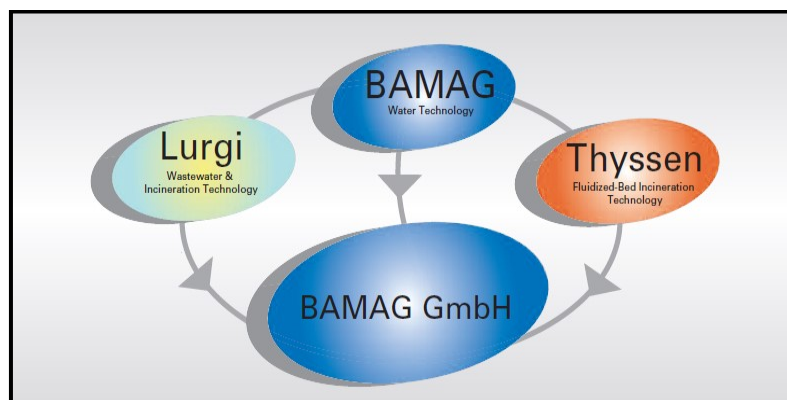 BAMAG
Water Technology
Lurgi
Wastewater &
Incineration Technology
Thyssen
Fluidized-Bed Incineration
Technology
BAMAG GmbH